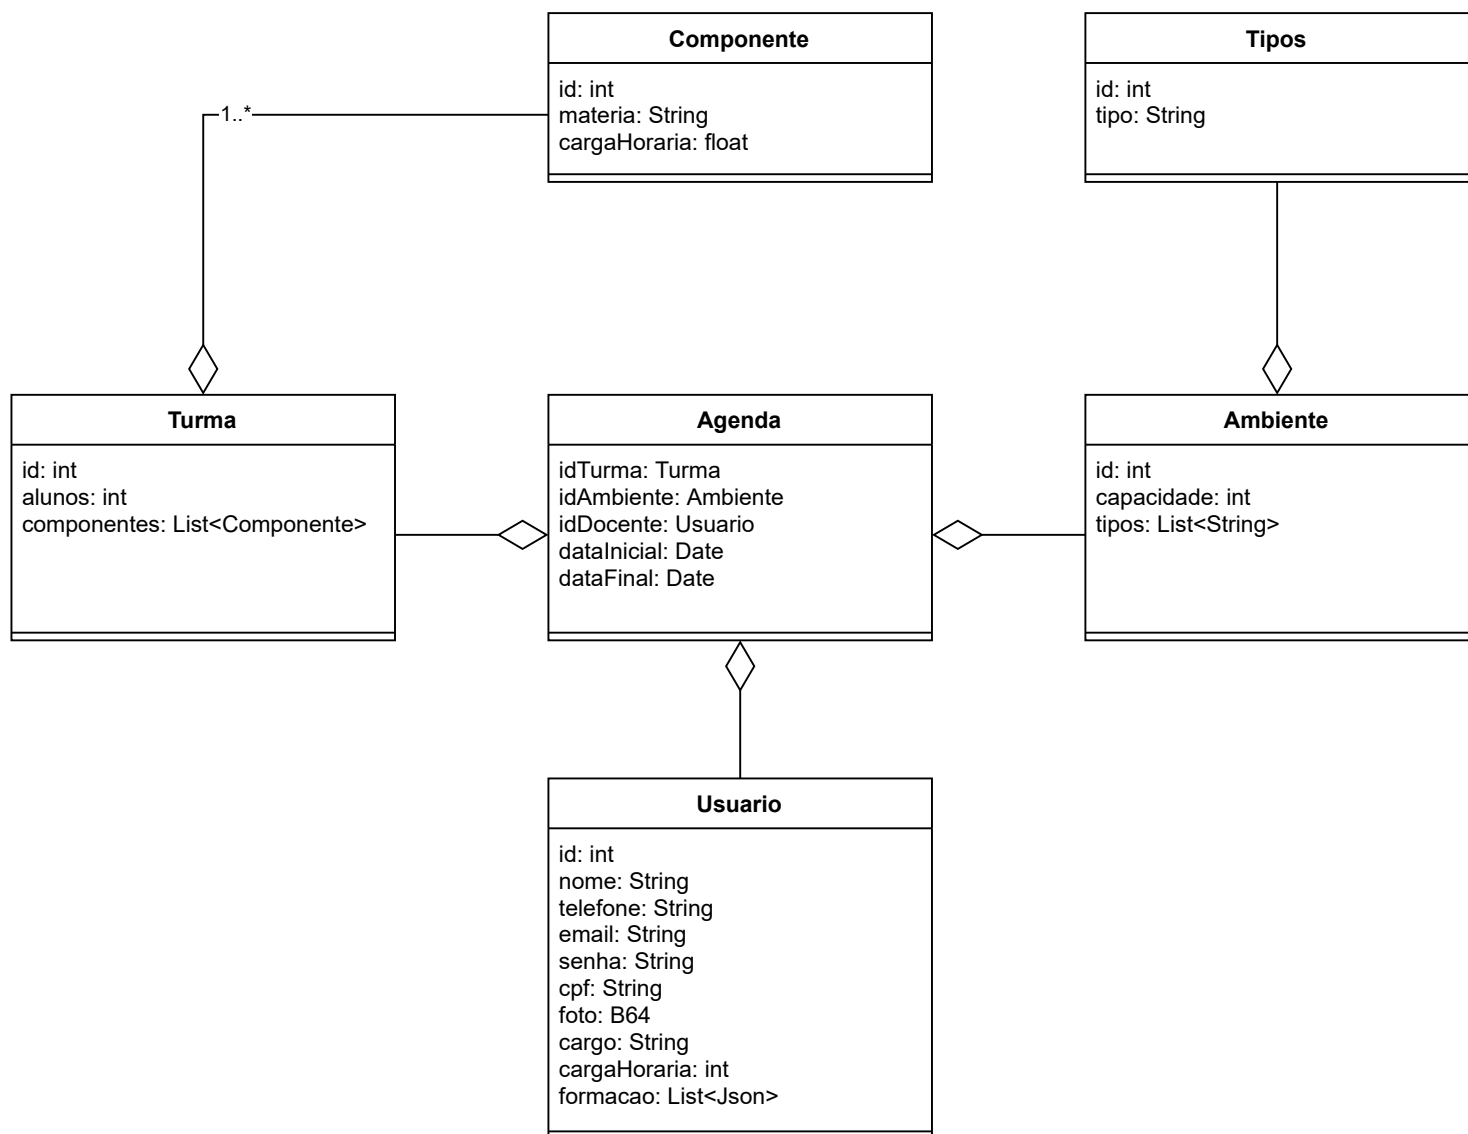 Componente
id: int
materia: String
cargaHoraria: float
Tipos
id: int
tipo: String
1..*
Turma
id: int
alunos: int
componentes: List<Componente>
Agenda
idTurma: Turma
idAmbiente: Ambiente
idDocente: Usuario
dataInicial: Date
dataFinal: Date
Ambiente
id: int
capacidade: int
tipos: List<String>
Usuario
id: int
nome: String
telefone: String
email: String
senha: String
cpf: String
foto: B64
cargo: String
cargaHoraria: int
formacao: List<Json>